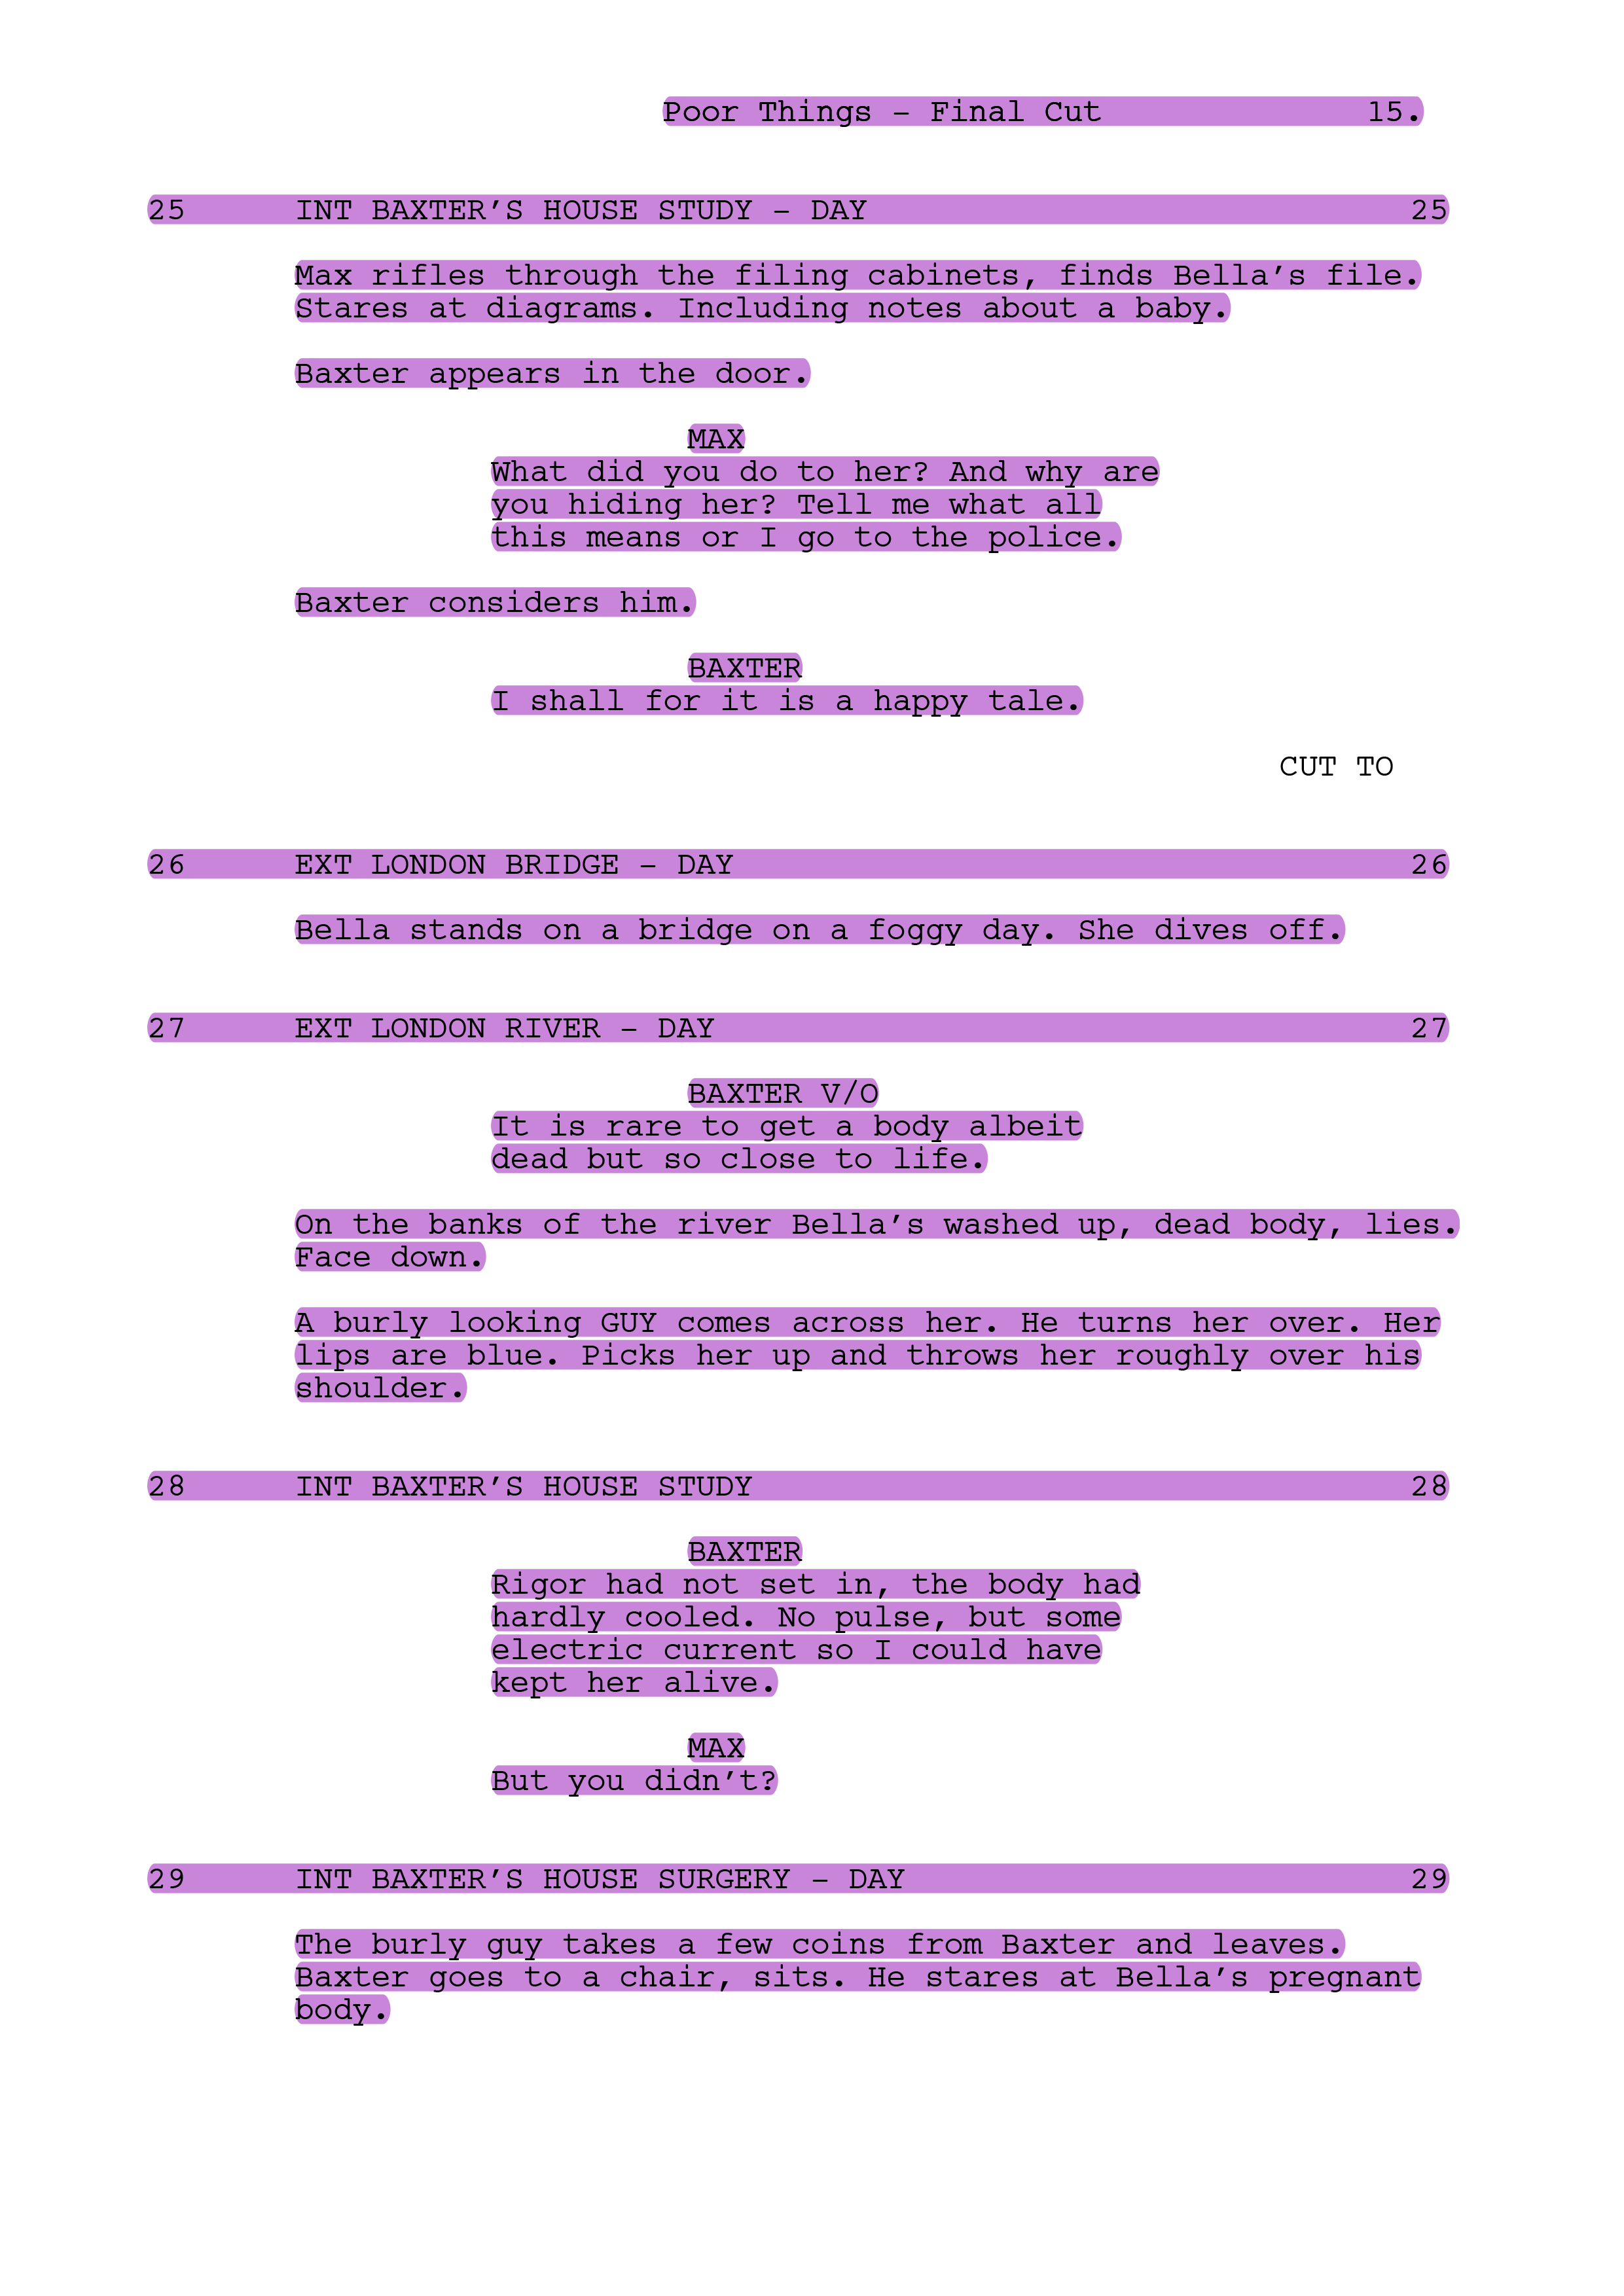 Poor Things – Final Cut 15.
25 INT BAXTER’S HOUSE STUDY – DAY 25
Max rifles through the filing cabinets, finds Bella’s file.
Stares at diagrams. Including notes about a baby.
Baxter appears in the door.
MAX
What did you do to her? And why are
you hiding her? Tell me what all
this means or I go to the police.
Baxter considers him.
BAXTER
I shall for it is a happy tale.
CUT TO
26 EXT LONDON BRIDGE – DAY 26
Bella stands on a bridge on a foggy day. She dives off.
27 EXT LONDON RIVER – DAY 27
BAXTER V/O
It is rare to get a body albeit
dead but so close to life.
On the banks of the river Bella’s washed up, dead body, lies.
Face down.
A burly looking GUY comes across her. He turns her over. Her
lips are blue. Picks her up and throws her roughly over his
shoulder.
28 INT BAXTER’S HOUSE STUDY 28
BAXTER
Rigor had not set in, the body had
hardly cooled. No pulse, but some
electric current so I could have
kept her alive.
MAX
But you didn’t?
29 INT BAXTER’S HOUSE SURGERY – DAY 29
The burly guy takes a few coins from Baxter and leaves.
Baxter goes to a chair, sits. He stares at Bella’s pregnant
body.